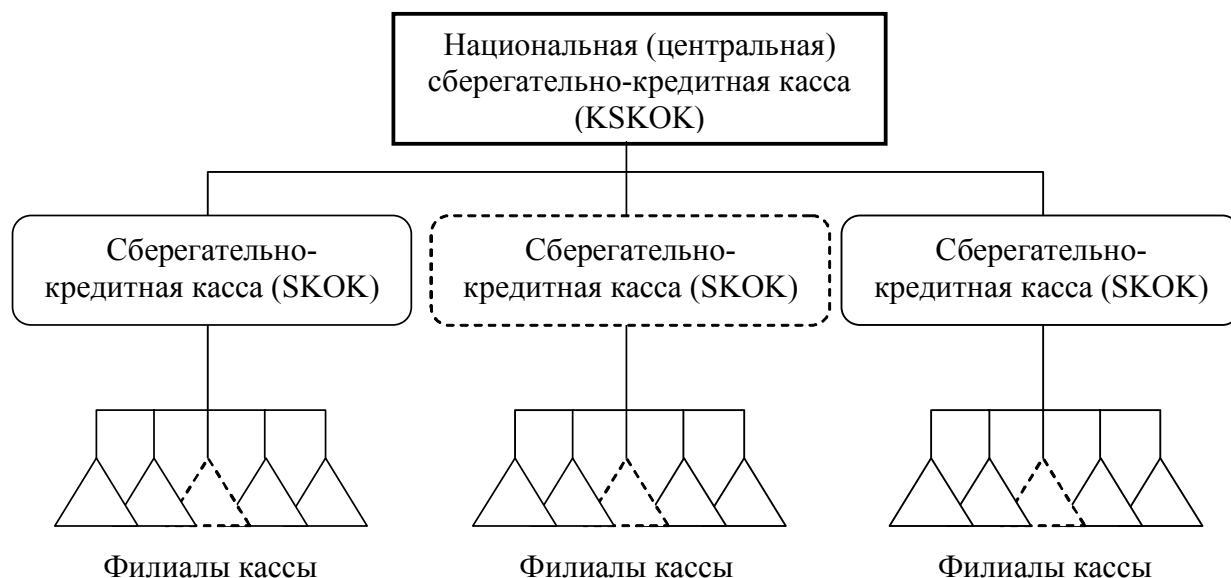 Национальная (центральная)
сберегательно-кредитная касса
(KSKOK)
Сберегательно-
кредитная касса (SKOK)
Сберегательно-
кредитная касса (SKOK)
Сберегательно-
кредитная касса (SKOK)
Филиалы кассы
Филиалы кассы
Филиалы кассы